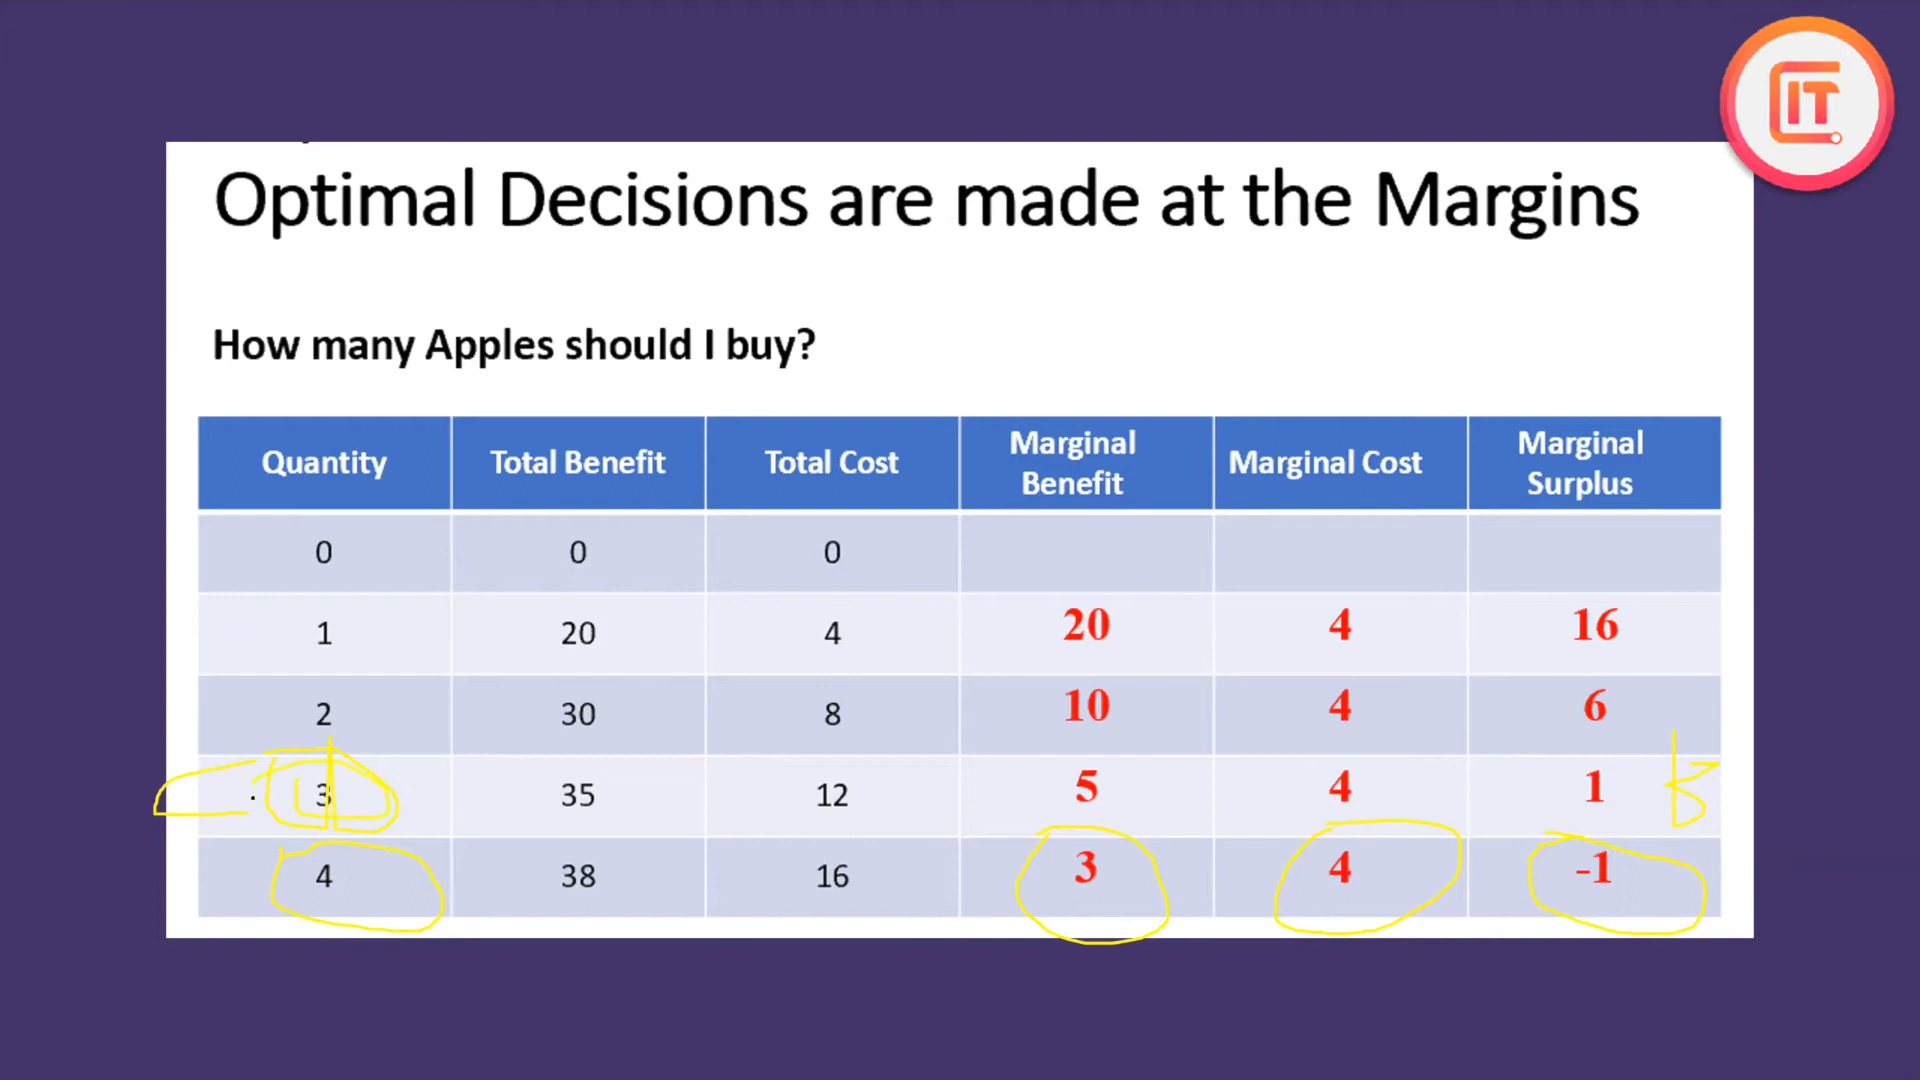 IT
Optimal Decisions are made at the Margins
How many Apples should I buy?
Quantity Total Benefit Total Cost Marginal Benefit Marginal Cost Marginal Surplus
0 0 0
1 20 4 20 4 16
2 30 8 10 4 6
3 35 12 5 4 1
4 38 16 3 4 -1